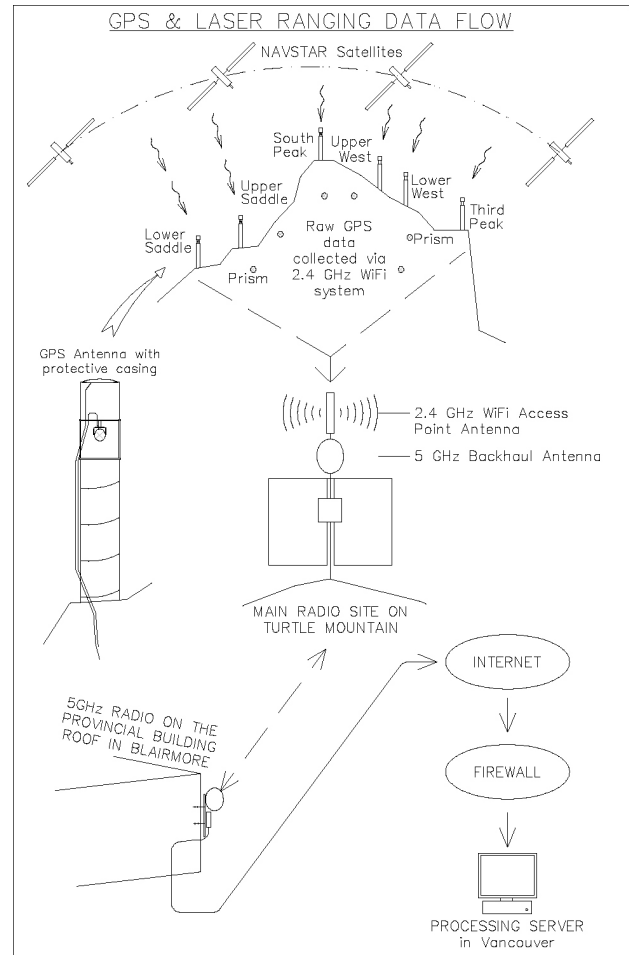 GPS & LASER RANGING DATA FLOW
NAVSTAR Satellites
South
Peak
Upper
West
Upper
Saddle
Lower
West
Lower
Saddle
Third
Peak
Raw GPS
data
collected via
2.4 GHz WiFi
system
Prism
Prism
GPS Antenna with
protective casing
2.4 GHz WiFi Access
Point Antenna
5 GHz Backhaul Antenna
MAIN RADIO SITE ON
TURTLE MOUNTAIN
INTERNET
5GHz RADIO ON THE
PROVINCIAL BUILDING
ROOF IN BLAIRMORE
FIREWALL
PROCESSING SERVER
in Vancouver